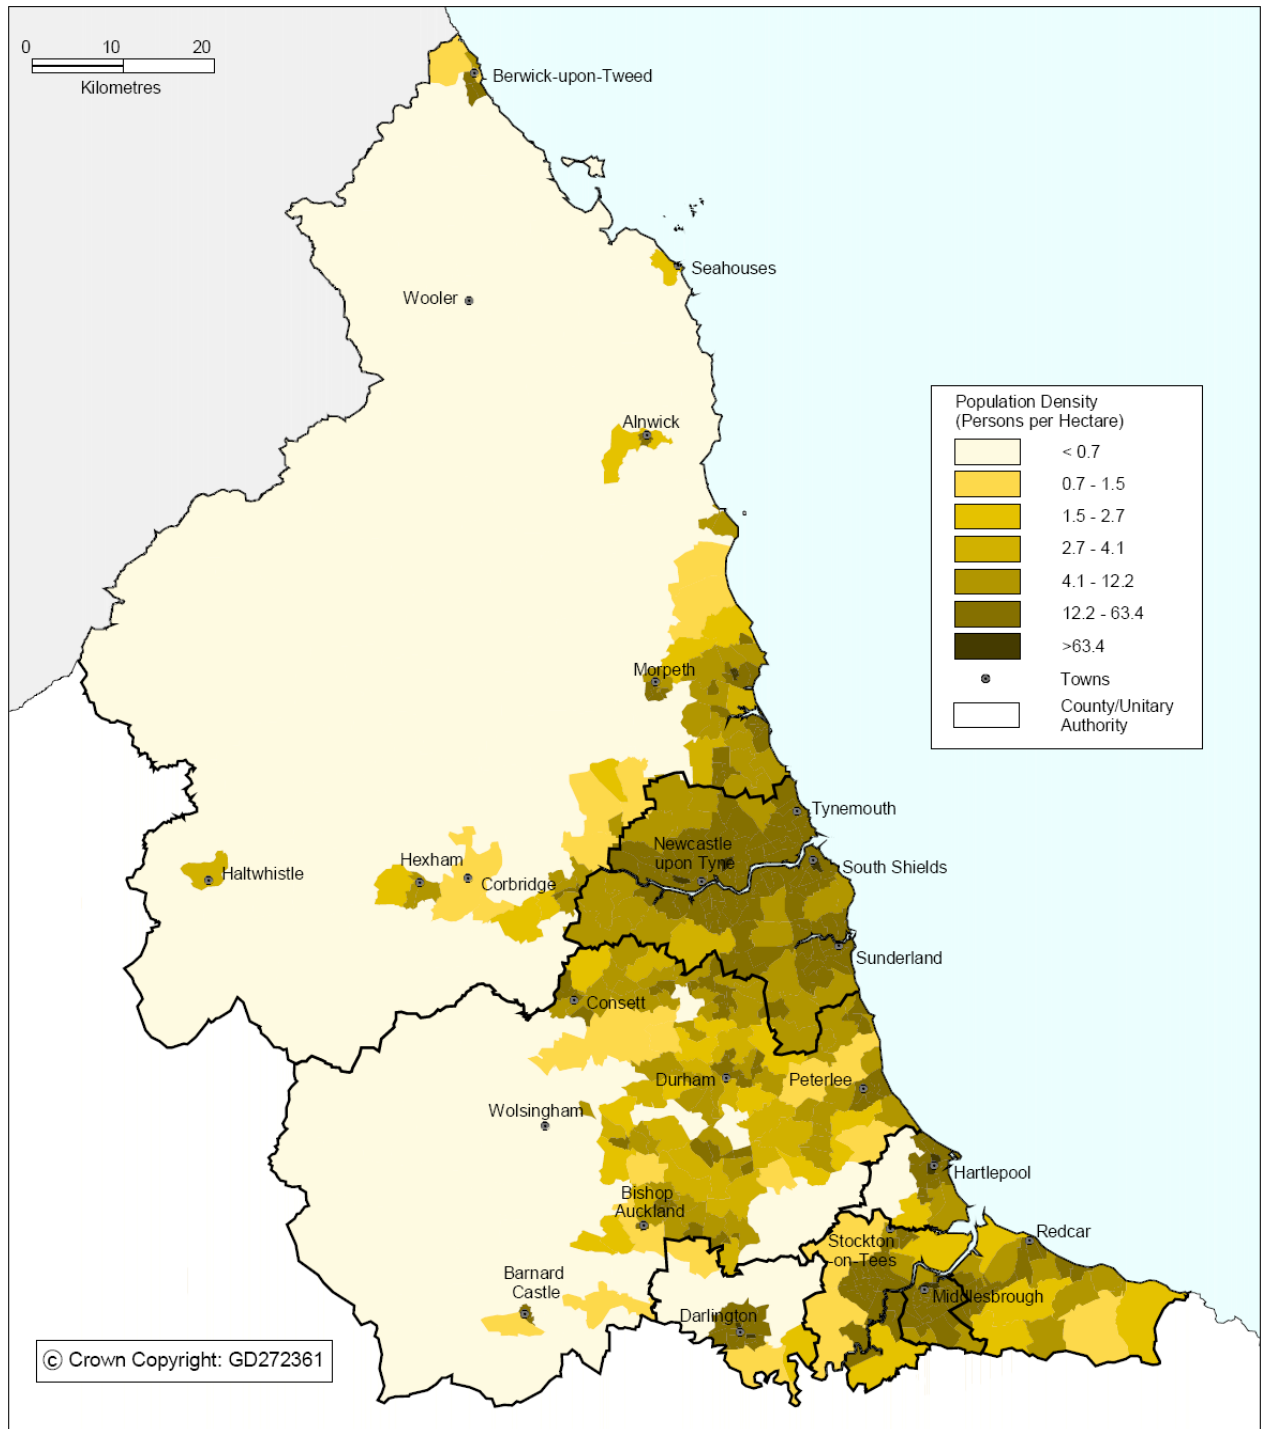 0 10 20
Kilometres
Berwick-upon-Tweed
Seahouses
Wooler
Alnwick
Population Density
(Persons per Hectare)
< 0.7
0.7 - 1.5
1.5 - 2.7
2.7 - 4.1
4.1 - 12.2
12.2 - 63.4
>63.4
Towns
County/Unitary
Authority
Morpeth
Tynemouth
Newcastle
upon Tyne
South Shields
Haltwhistle
Hexham
Corbridge
Sunderland
Consett
Durham
Peterlee
Wolsingham
Hartlepool
Bishop
Auckland
Stockton
-on-Tees
Redcar
Barnard
Castle
Middlesbrough
Darlington
© Crown Copyright: GD272361